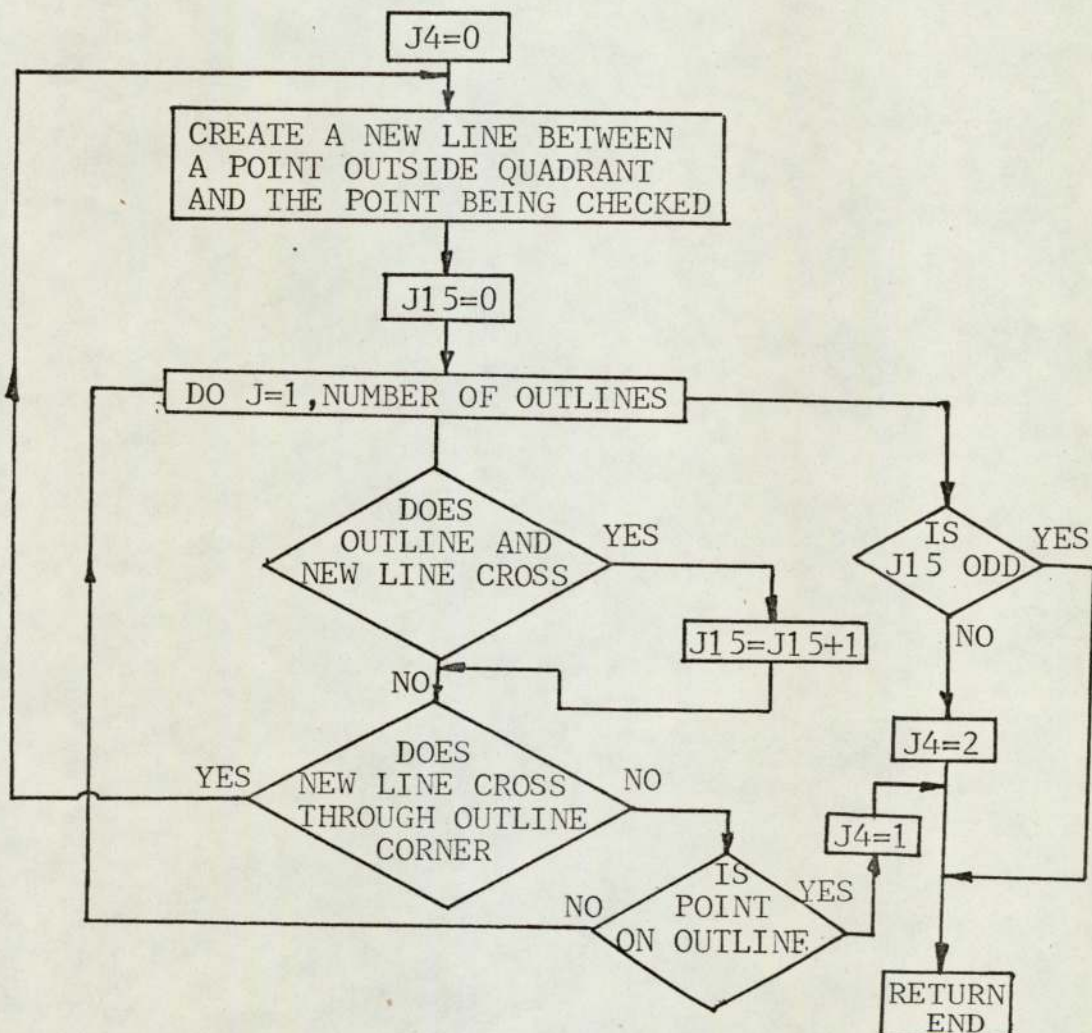 J4=0
CREATE A NEW LINE BETWEEN
A POINT OUTSIDE QUADRANT
AND THE POINT BEING CHECKED
J15=0
DO J=1,NUMBER OF OUTLINES
DOES
OUTLINE AND
NEW LINE CROSS
YES
J15=J15+1
NO
IS
J15 ODD
YES
NO
J4=2
DOES
NEW LINE CROSS
THROUGH OUTLINE
CORNER
YES
NO
J4=1
IS
POINT
ON OUTLINE
YES
NO
RETURN
END